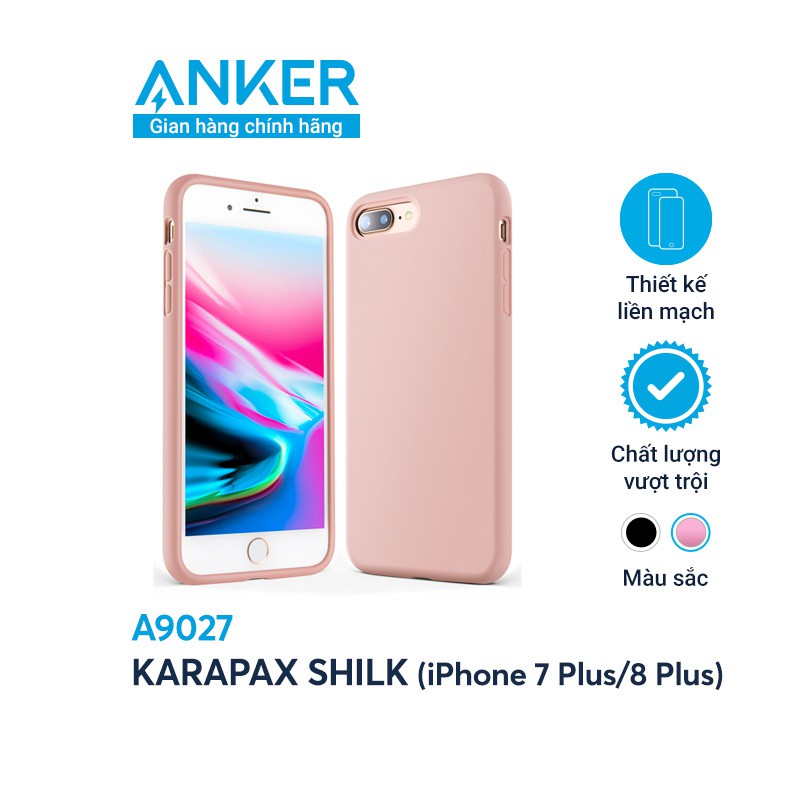 ANKER
Gian hàng chính hãng
Thiết kế
liền mạch
Chất lượng
vượt trội
Màu sắc
A9027
KARAPAX SHILK (iPhone 7 Plus/8 Plus)